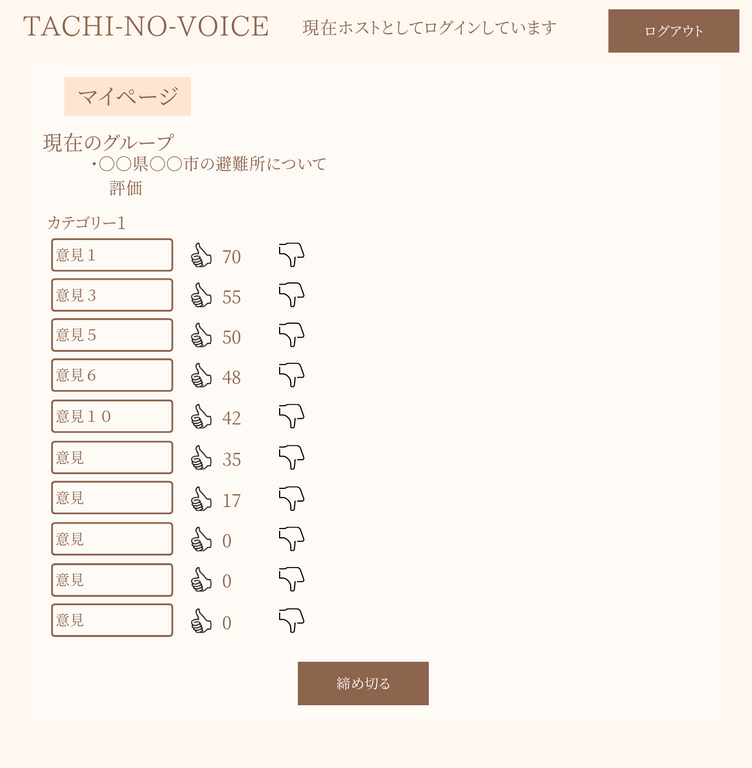 TACHI-NO-VOICE 現在ホストとしてログインしています ログアウト
マイページ
現在のグループ
・〇〇県〇〇市の避難所について
評価
カテゴリー1
意見１ 70
意見３ 55
意見５ 50
意見６ 48
意見１０ 42
意見 35
意見 17
意見 0
意見 0
意見 0
締め切る